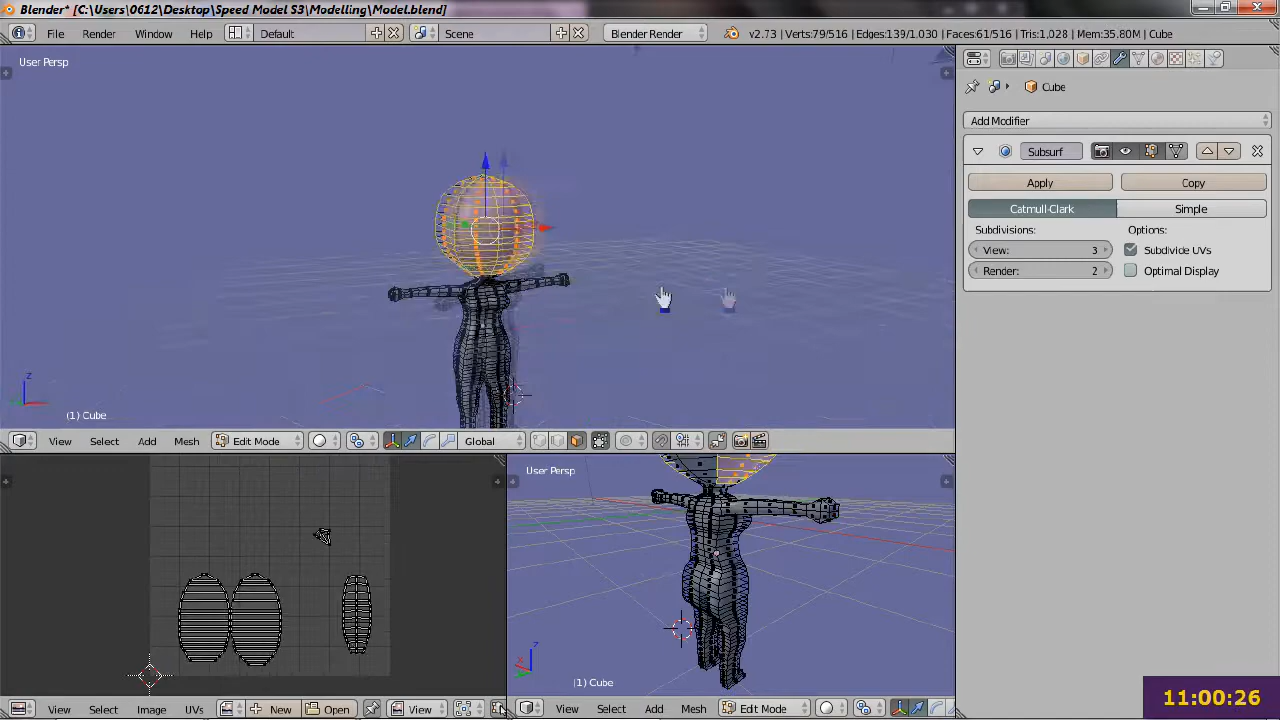 Blender* [C:\Users\0612\Desktop\Speed Model S3\Modelling\Model.blend]
File Render Window Help Default Scene Blender Render v2.73 | Verts:79/516 | Edges:139/1.030 | Faces:61/516 | Tris:1,028 | Mem:35.80M | Cube
User Persp
Cube
Add Modifier
Subsurf
Apply Copy
Catmull-Clark Simple
Subdivisions: Options:
View: 3 Subdivide UVs
Render: 2 Optimal Display
Z
(1) Cube
View Select Add Mesh Edit Mode Global
User Persp
z
x
(1) Cube
View Select Image UVs New Open View
View Select Add Mesh Edit Mode
11:00:26